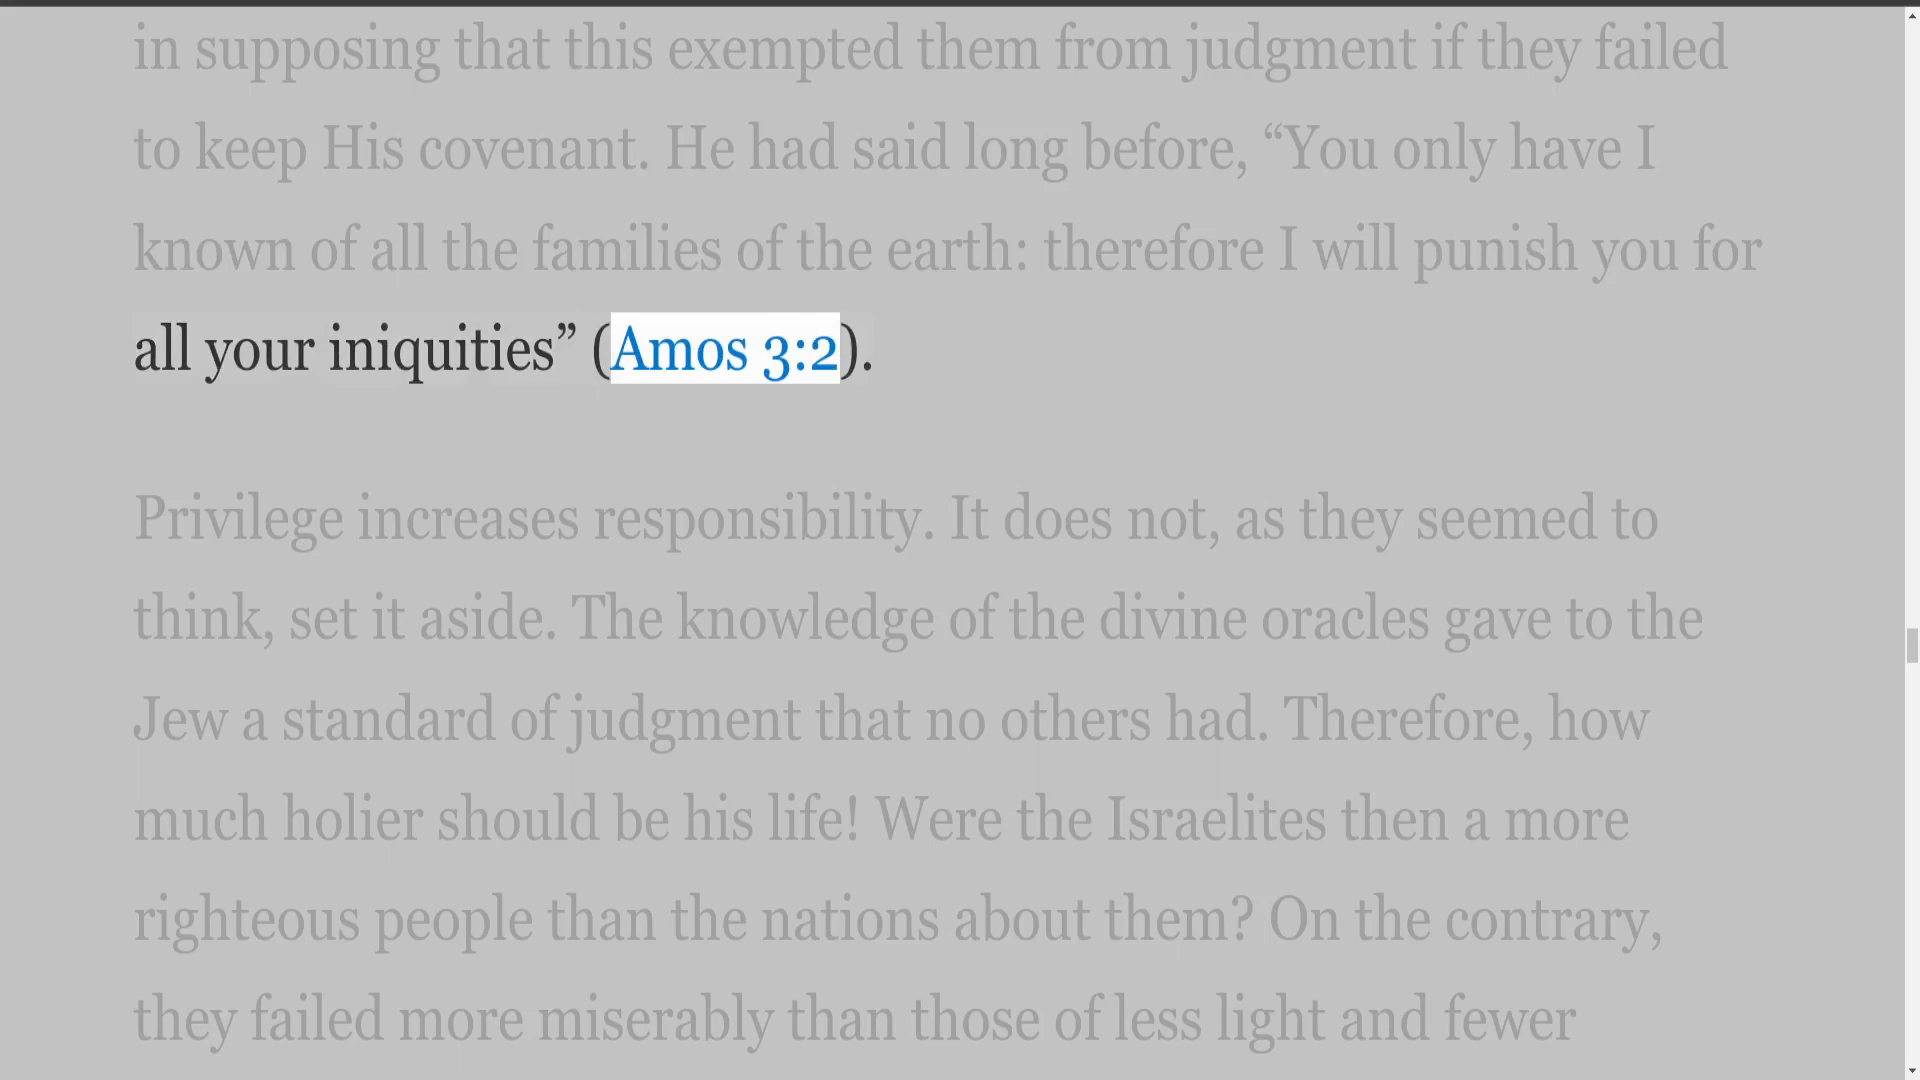 in supposing that this exempted them from judgment if they failed
to keep His covenant. He had said long before, “You only have I
known of all the families of the earth: therefore I will punish you for
all your iniquities” (Amos 3:2).
Privilege increases responsibility. It does not, as they seemed to
think, set it aside. The knowledge of the divine oracles gave to the
Jew a standard of judgment that no others had. Therefore, how
much holier should be his life! Were the Israelites then a more
righteous people than the nations about them? On the contrary,
they failed more miserably than those of less light and fewer